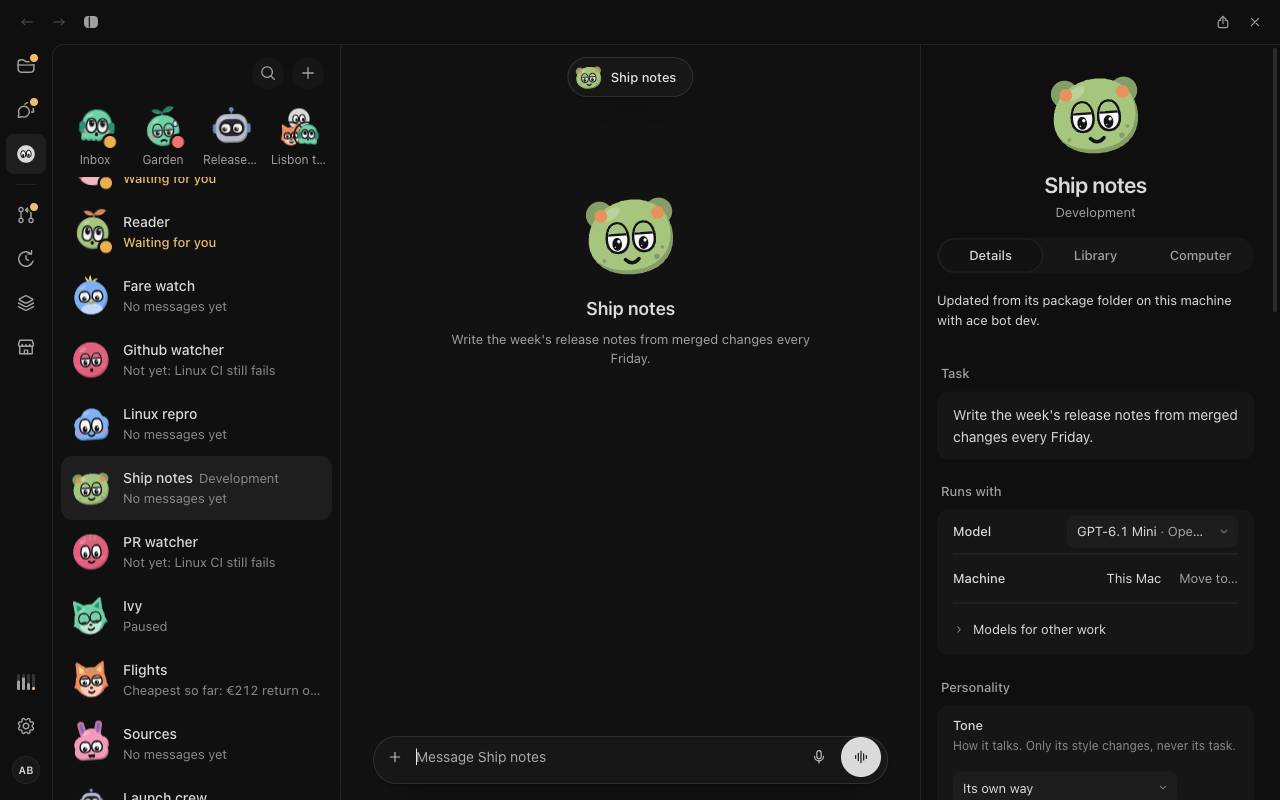 Inbox
Garden
Release...
Lisbon t...
Waiting for you
Reader
Waiting for you
Fare watch
No messages yet
Github watcher
Not yet: Linux CI still fails
Linux repro
No messages yet
Ship notes Development
No messages yet
PR watcher
Not yet: Linux CI still fails
Ivy
Paused
Flights
Cheapest so far: €212 return o...
Sources
No messages yet
Launch crew
AB
Ship notes
Ship notes
Write the week's release notes from merged changes every
Friday.
Message Ship notes
Ship notes
Development
Details
Library
Computer
Updated from its package folder on this machine
with ace bot dev.
Task
Write the week's release notes from merged
changes every Friday.
Runs with
Model
GPT-6.1 Mini · Ope...
Machine
This Mac
Move to...
Models for other work
Personality
Tone
How it talks. Only its style changes, never its task.
Its own way